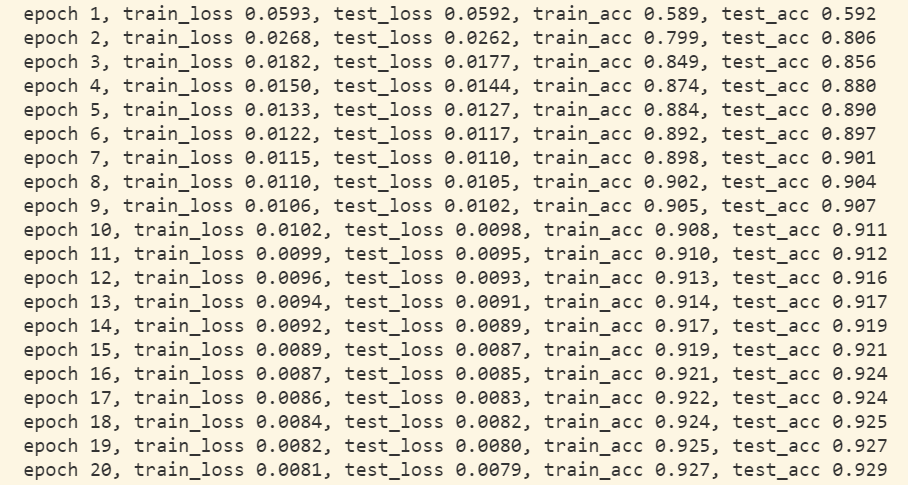 epoch 1, train_loss 0.0593, test_loss 0.0592, train_acc 0.589, test_acc 0.592
epoch 2, train_loss 0.0268, test_loss 0.0262, train_acc 0.799, test_acc 0.806
epoch 3, train_loss 0.0182, test_loss 0.0177, train_acc 0.849, test_acc 0.856
epoch 4, train_loss 0.0150, test_loss 0.0144, train_acc 0.874, test_acc 0.880
epoch 5, train_loss 0.0133, test_loss 0.0127, train_acc 0.884, test_acc 0.890
epoch 6, train_loss 0.0122, test_loss 0.0117, train_acc 0.892, test_acc 0.897
epoch 7, train_loss 0.0115, test_loss 0.0110, train_acc 0.898, test_acc 0.901
epoch 8, train_loss 0.0110, test_loss 0.0105, train_acc 0.902, test_acc 0.904
epoch 9, train_loss 0.0106, test_loss 0.0102, train_acc 0.905, test_acc 0.907
epoch 10, train_loss 0.0102, test_loss 0.0098, train_acc 0.908, test_acc 0.911
epoch 11, train_loss 0.0099, test_loss 0.0095, train_acc 0.910, test_acc 0.912
epoch 12, train_loss 0.0096, test_loss 0.0093, train_acc 0.913, test_acc 0.916
epoch 13, train_loss 0.0094, test_loss 0.0091, train_acc 0.914, test_acc 0.917
epoch 14, train_loss 0.0092, test_loss 0.0089, train_acc 0.917, test_acc 0.919
epoch 15, train_loss 0.0089, test_loss 0.0087, train_acc 0.919, test_acc 0.921
epoch 16, train_loss 0.0087, test_loss 0.0085, train_acc 0.921, test_acc 0.924
epoch 17, train_loss 0.0086, test_loss 0.0083, train_acc 0.922, test_acc 0.924
epoch 18, train_loss 0.0084, test_loss 0.0082, train_acc 0.924, test_acc 0.925
epoch 19, train_loss 0.0082, test_loss 0.0080, train_acc 0.925, test_acc 0.927
epoch 20, train_loss 0.0081, test_loss 0.0079, train_acc 0.927, test_acc 0.929